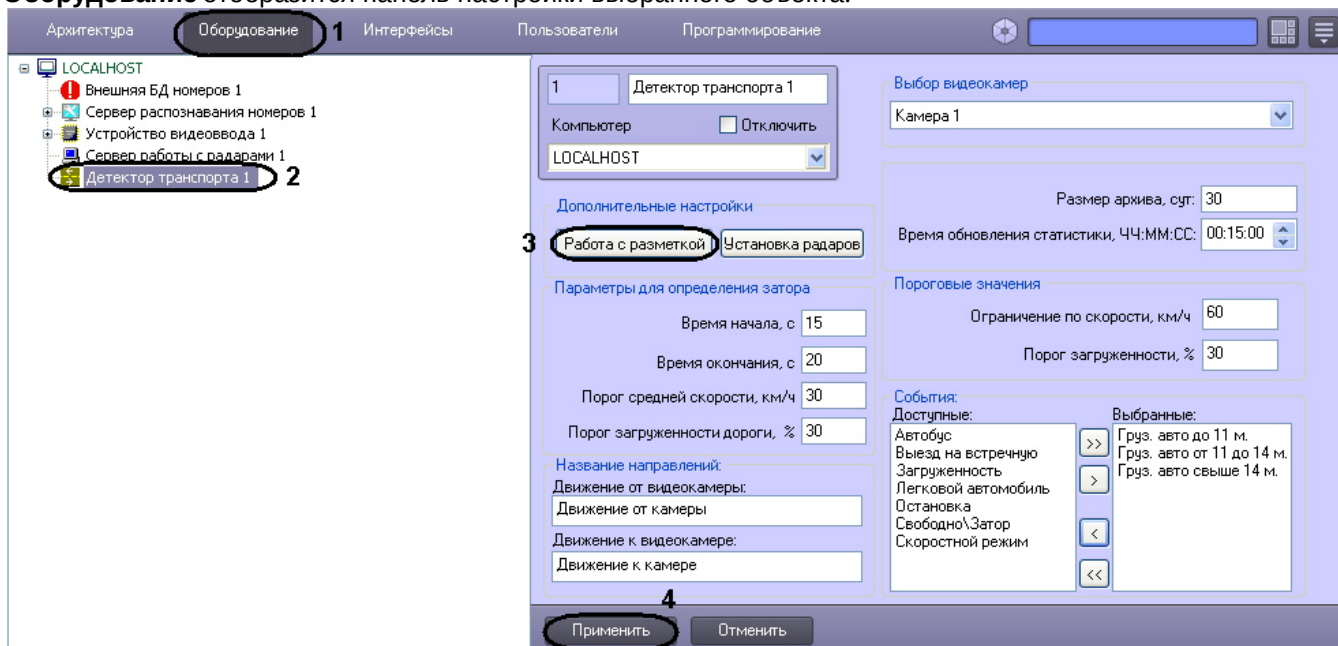 Оборудование отобразится панель настройки выбранного объекта.
Архитектура Оборудование 1 Интерфейсы Пользователи Программирование
LOCALHOST
Внешняя БД номеров 1
Сервер распознавания номеров 1
Устройство видеоввода 1
Сервер работы с радарами 1
Детектор транспорта 1 2
1 Детектор транспорта 1
Компьютер Отключить
LOCALHOST
Дополнительные настройки
3 Работа с разметкой Установка радаров
Параметры для определения затора
Время начала, с 15
Время окончания, с 20
Порог средней скорости, км/ч 30
Порог загруженности дороги, % 30
Название направлений:
Движение от видеокамеры:
Движение от камеры
Движение к видеокамере:
Движение к камере
Выбор видеокамер
Камера 1
Размер архива, сут: 30
Время обновления статистики, ЧЧ:ММ:СС: 00:15:00
Пороговые значения
Ограничение по скорости, км/ч 60
Порог загруженности, % 30
События:
Доступные: Выбранные:
Автобус
Выезд на встречную
Загруженность
Легковой автомобиль
Остановка
Свободно\Затор
Скоростной режим
>>
>
<
<<
Груз. авто до 11 м.
Груз. авто от 11 до 14 м.
Груз. авто свыше 14 м.
4
Применить Отменить